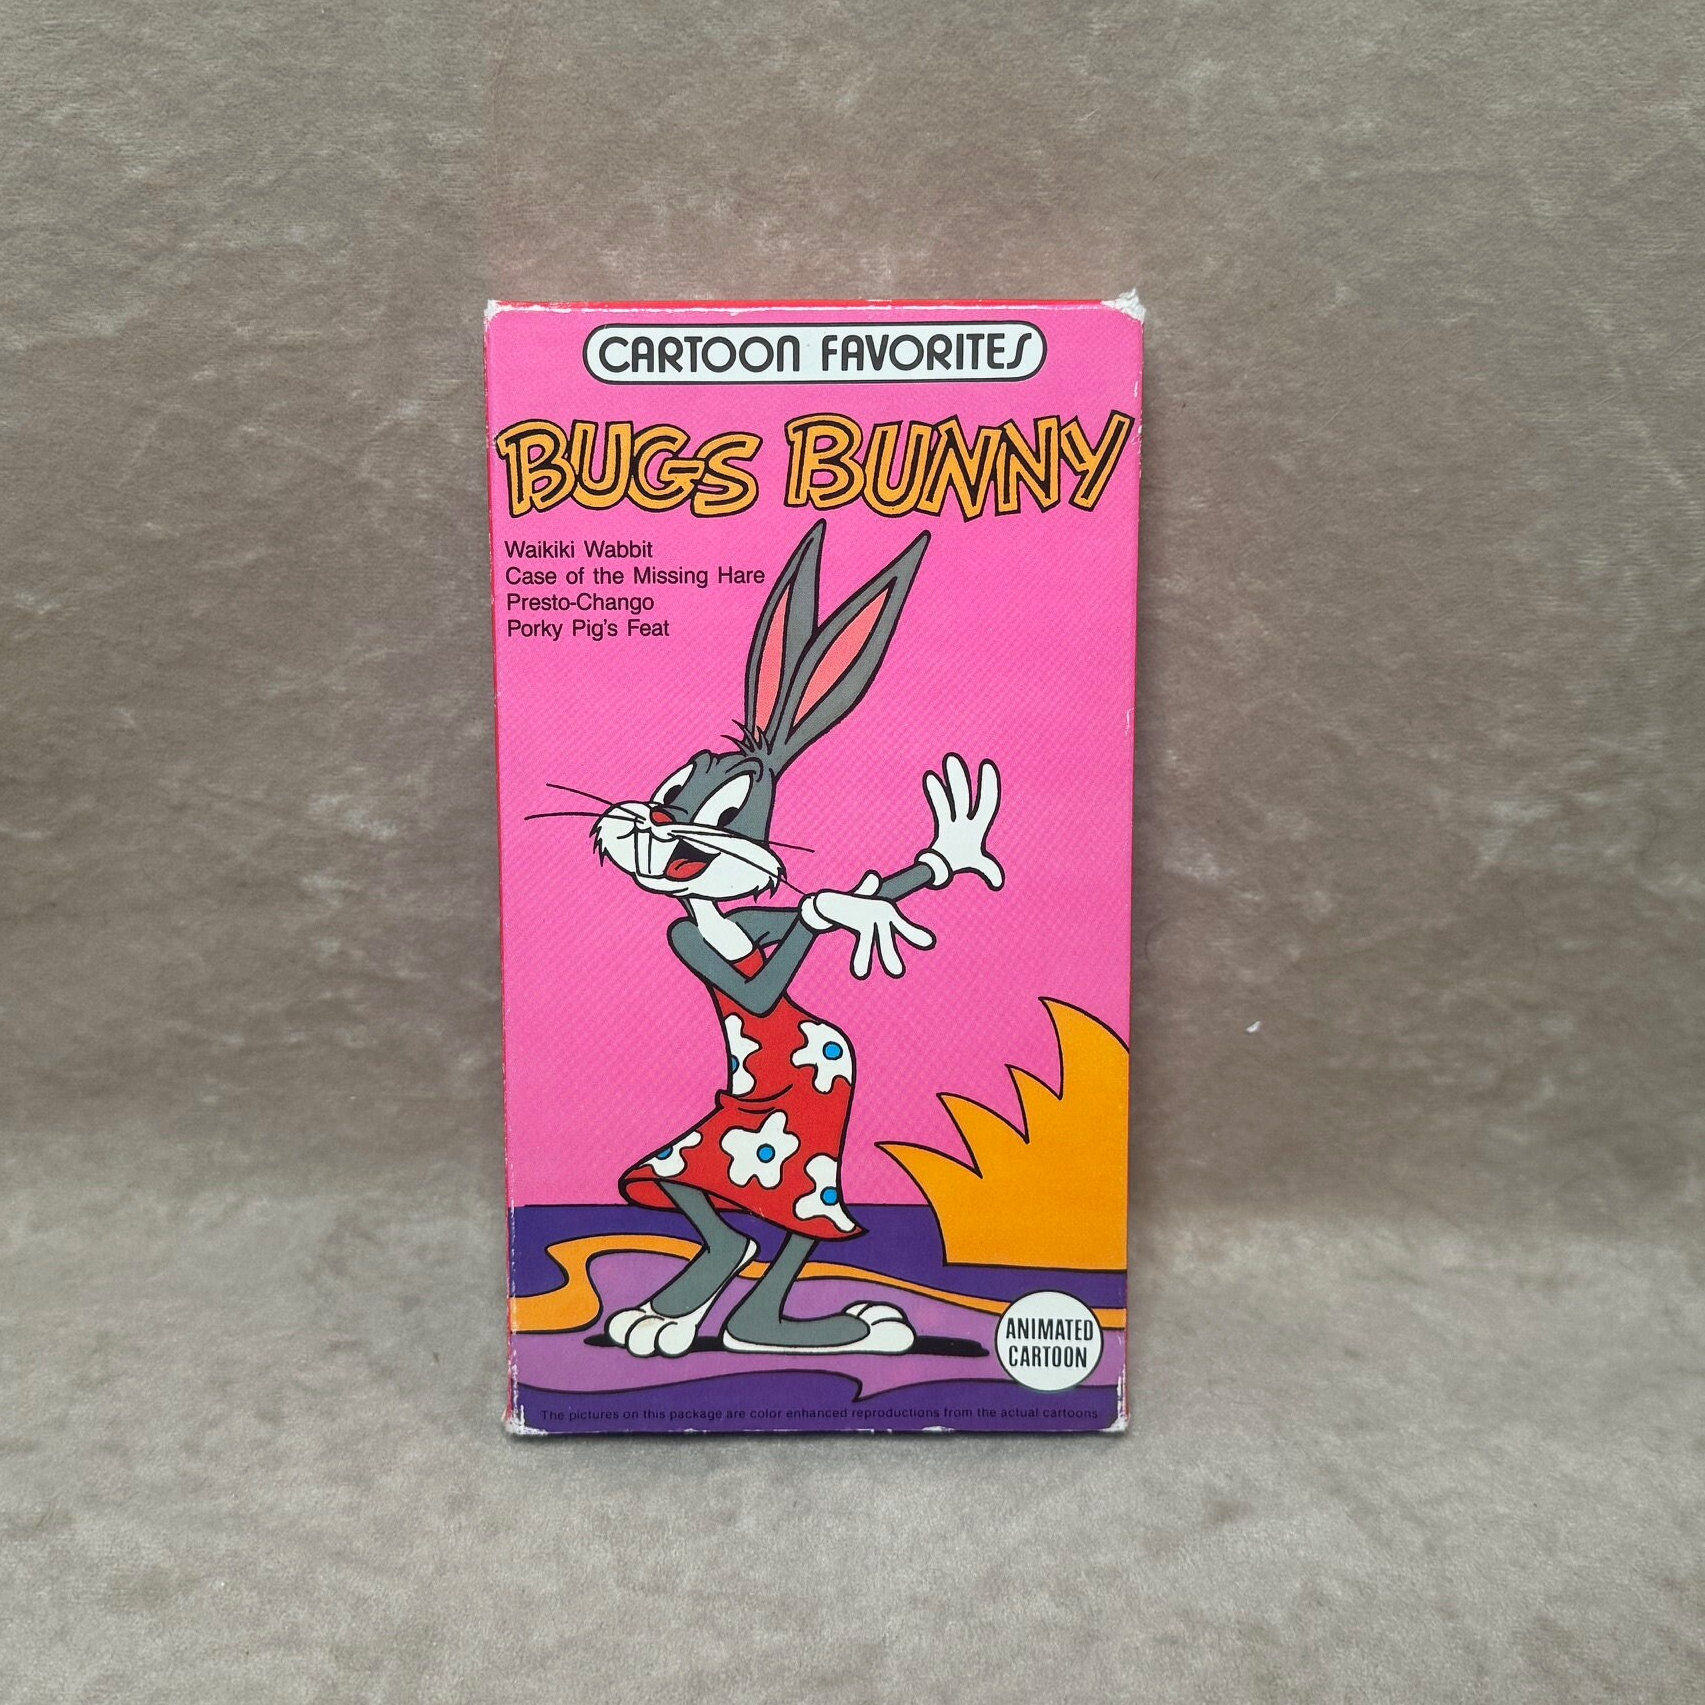 CARTOON FAVORITES
BUGS BUNNY
Waikiki Wabbit
Case of the Missing Hare
Presto-Chango
Porky Pig's Feat
ANIMATED
CARTOON
The pictures on this package are color enhanced reproductions from the actual cartoons